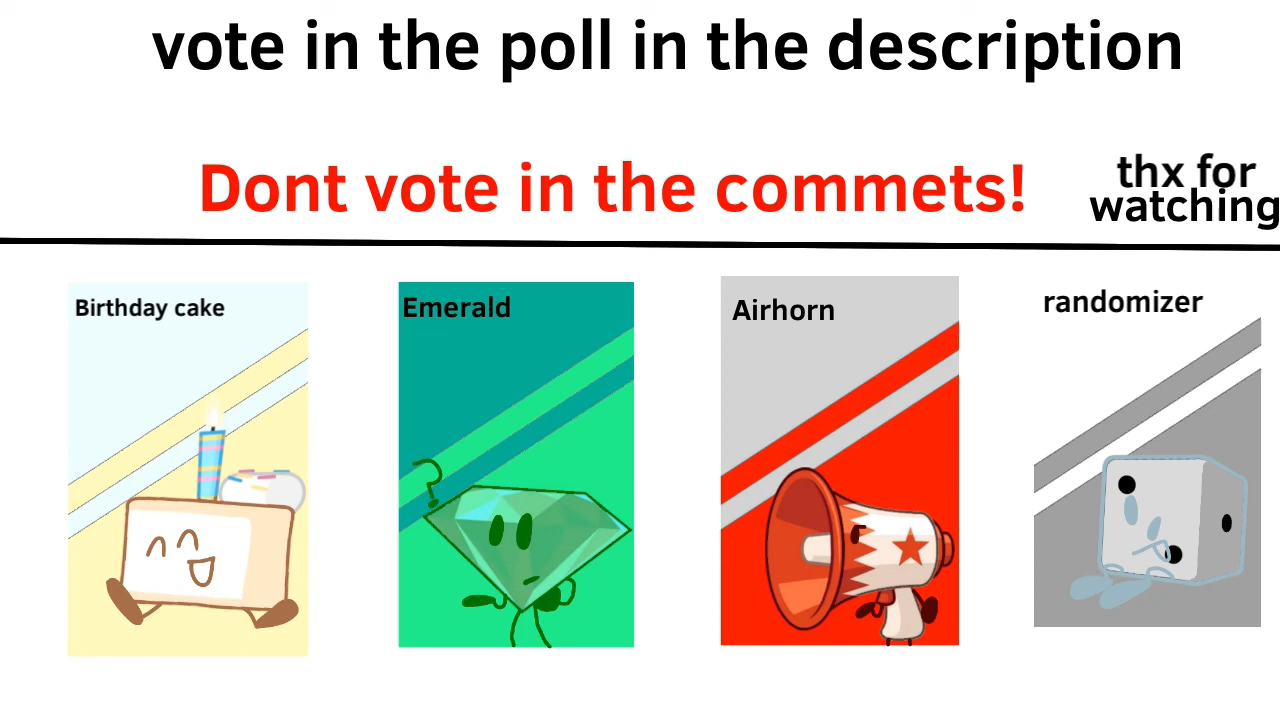 vote in the poll in the description
Dont vote in the commets!
thx for
watching
Birthday cake
Emerald
Airhorn
randomizer